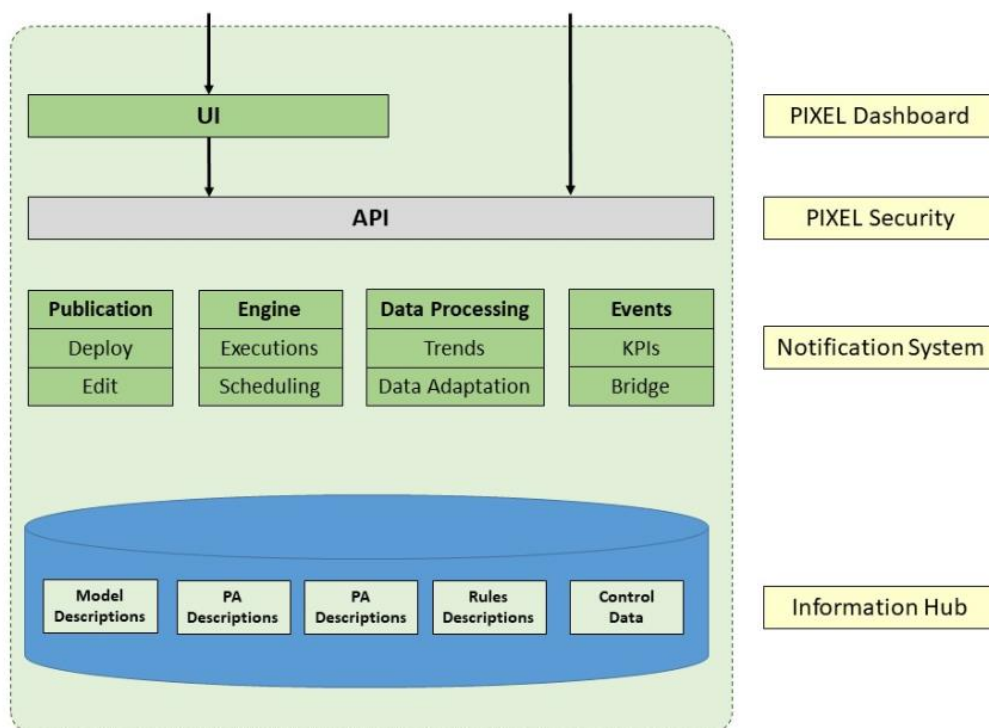 UI
PIXEL Dashboard
API
PIXEL Security
Publication
Deploy
Edit
Engine
Executions
Scheduling
Data Processing
Trends
Data Adaptation
Events
KPIs
Bridge
Notification System
Model
Descriptions
PA
Descriptions
PA
Descriptions
Rules
Descriptions
Control
Data
Information Hub